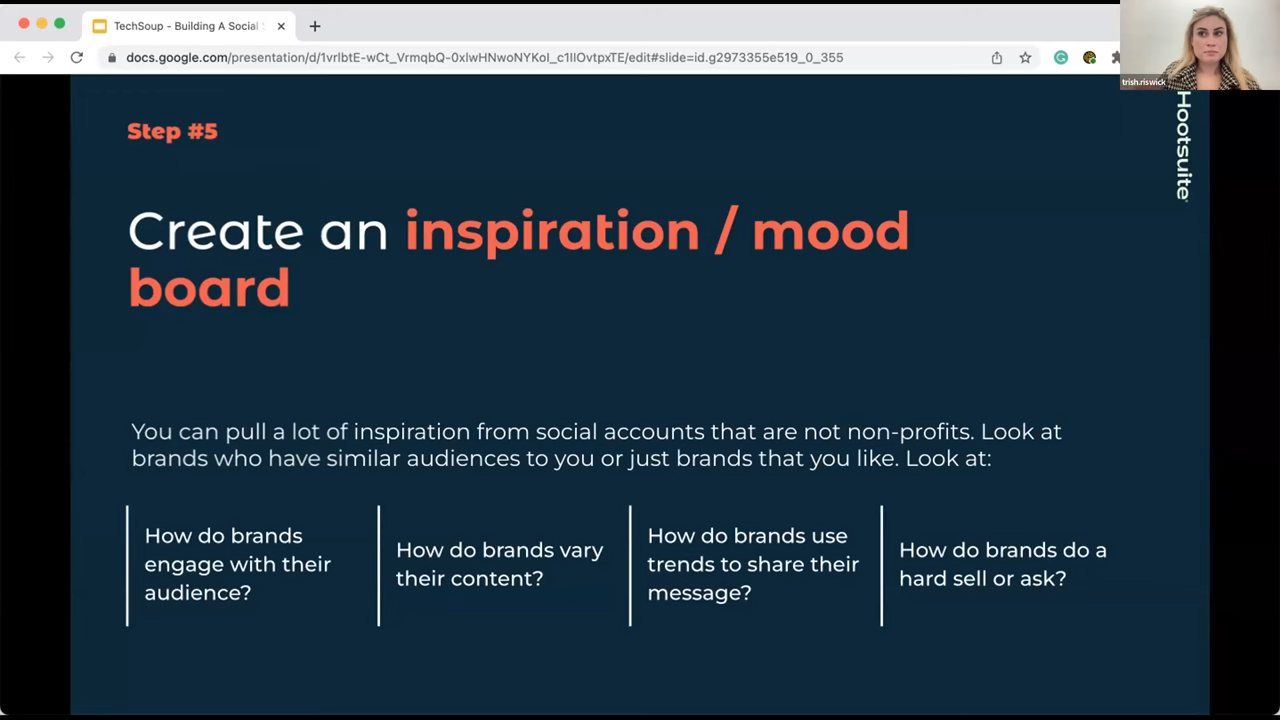 TechSoup - Building A Social
docs.google.com/presentation/d/1vrlbtE-wCt_VrmqbQ-0xlwHNwoNYKoI_c1IlOvtpxTE/edit#slide=id.g2973355e519_0_355
trish.riswick
Hootsuite
Step #5
Create an inspiration / mood
board
You can pull a lot of inspiration from social accounts that are not non-profits. Look at
brands who have similar audiences to you or just brands that you like. Look at:
How do brands
engage with their
audience?
How do brands vary
their content?
How do brands use
trends to share their
message?
How do brands do a
hard sell or ask?